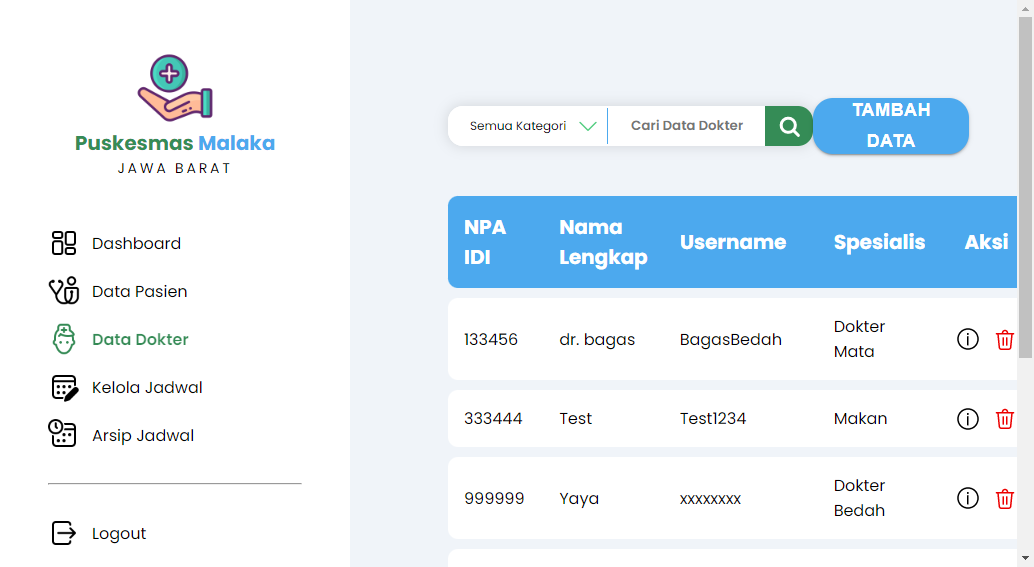 Puskesmas Malaka
JAWA BARAT
Dashboard
Data Pasien
Data Dokter
Kelola Jadwal
Arsip Jadwal
Logout
Semua Kategori
Cari Data Dokter
TAMBAH
DATA
NPA IDI Nama Lengkap Username Spesialis Aksi
133456 dr. bagas BagasBedah Dokter Mata
333444 Test Test1234 Makan
999999 Yaya xxxxxxxx Dokter Bedah